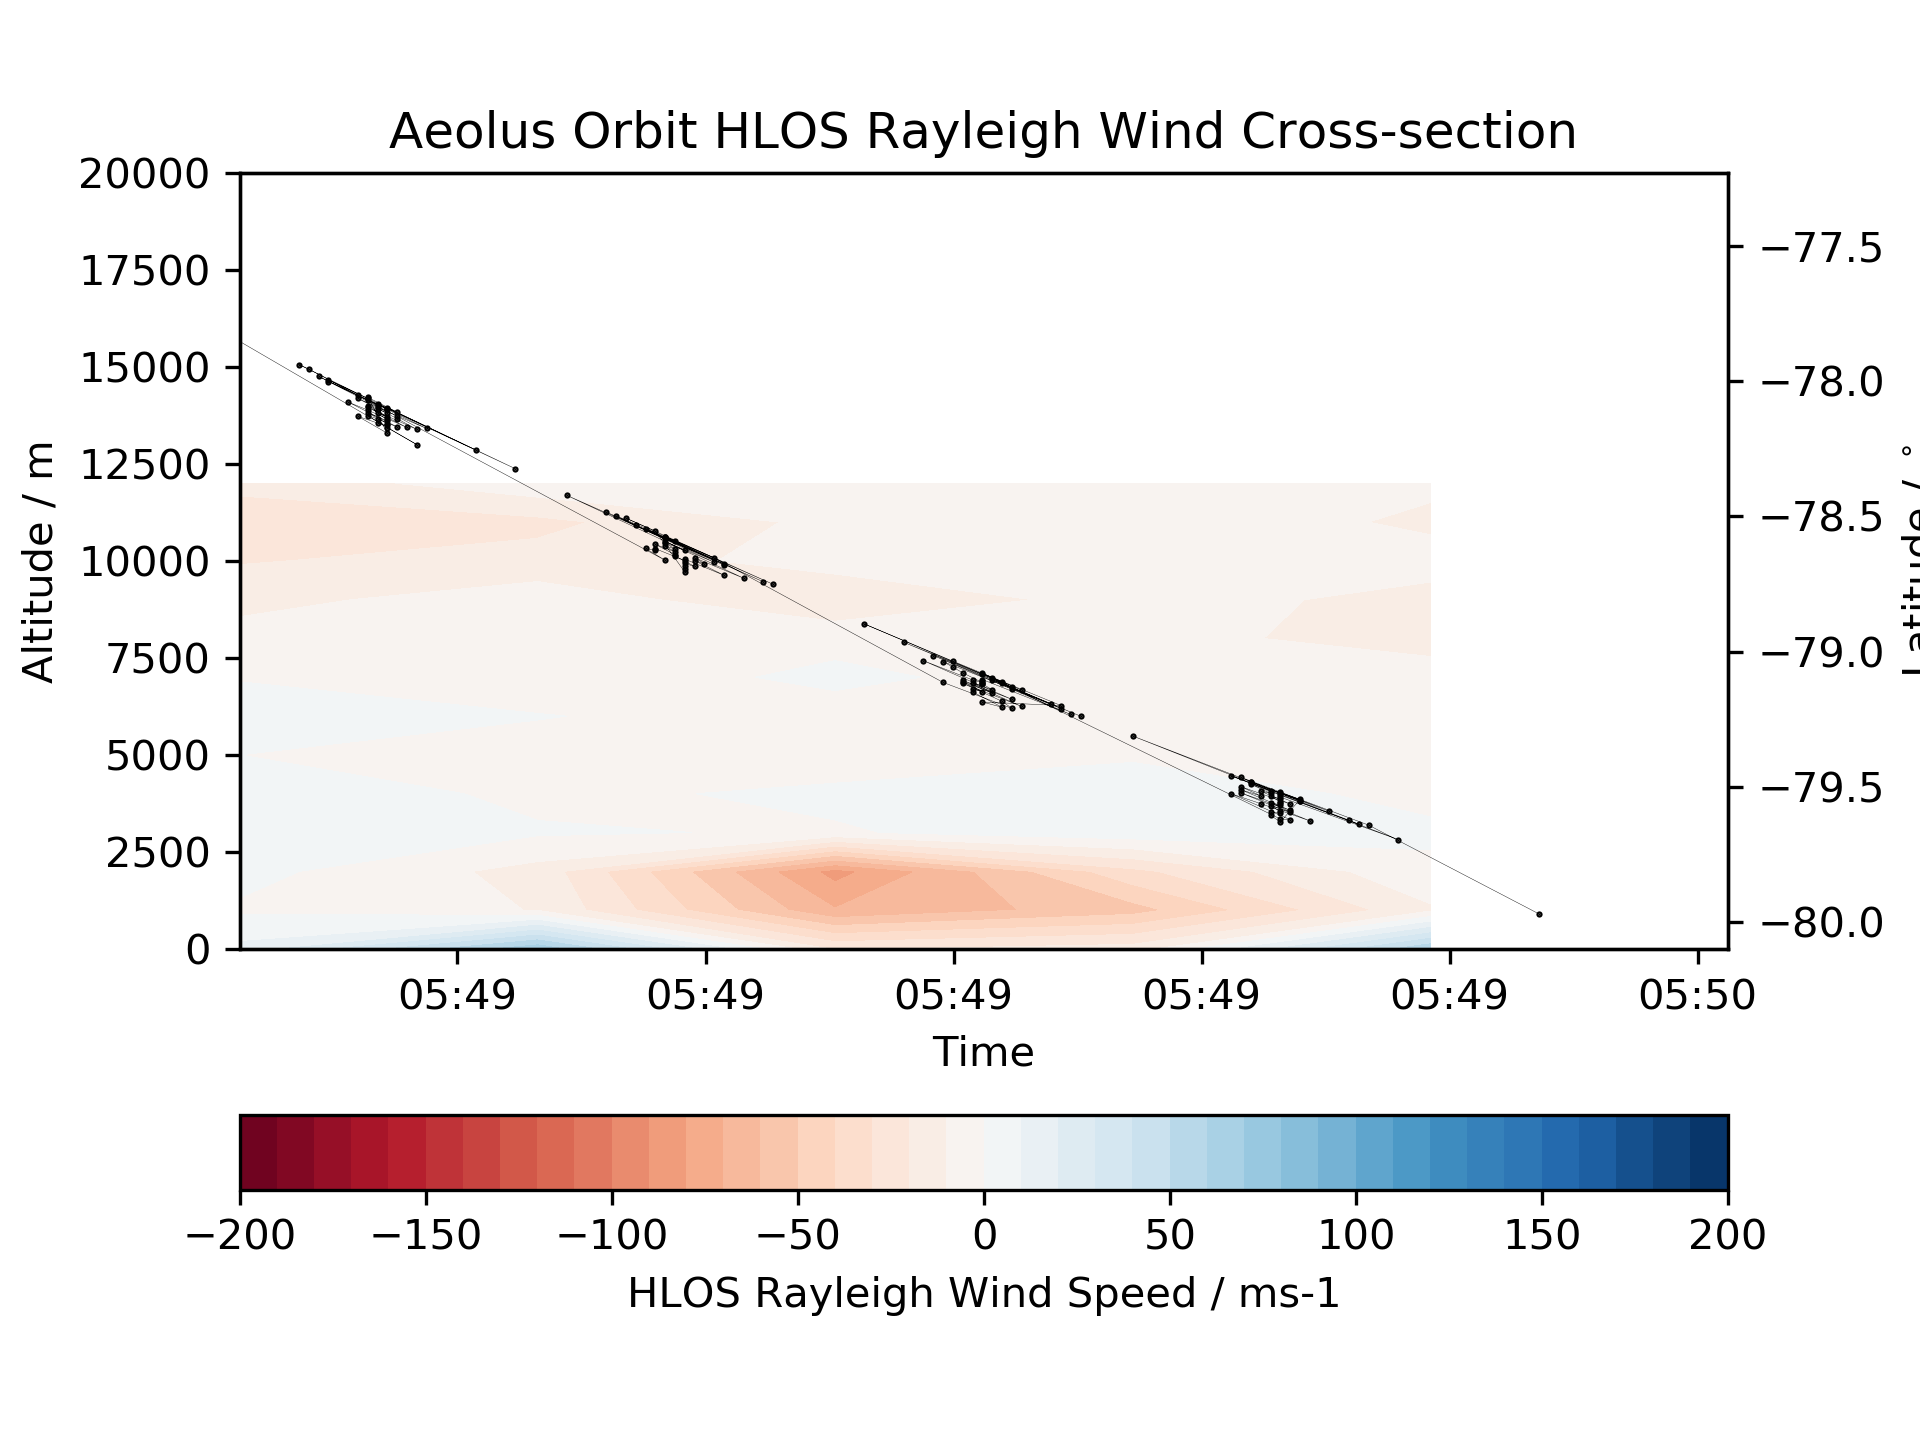 Aeolus Orbit HLOS Rayleigh Wind Cross-section
20000
17500
15000
12500
10000
7500
5000
2500
0
Altitude / m
−77.5
−78.0
−78.5
−79.0
−79.5
−80.0
Latitude / °
05:49 05:49 05:49 05:49 05:49 05:50
Time
−200 −150 −100 −50 0 50 100 150 200
HLOS Rayleigh Wind Speed / ms-1